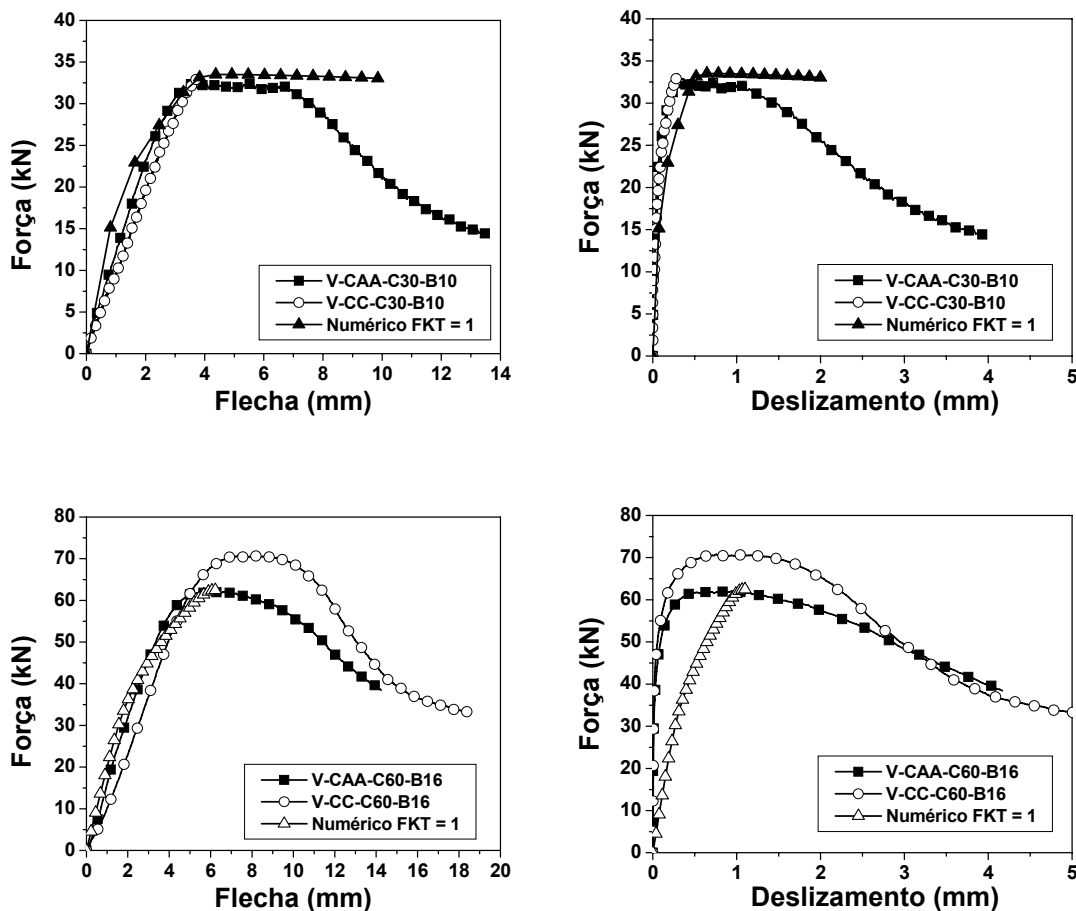 40
35
30
25
20
15
10
5
0
Força (kN)
0 2 4 6 8 10 12 14
Flecha (mm)
V-CAA-C30-B10
V-CC-C30-B10
Numérico FKT = 1
40
35
30
25
20
15
10
5
0
Força (kN)
0 1 2 3 4 5
Deslizamento (mm)
V-CAA-C30-B10
V-CC-C30-B10
Numérico FKT = 1
80
70
60
50
40
30
20
10
0
Força (kN)
0 2 4 6 8 10 12 14 16 18 20
Flecha (mm)
V-CAA-C60-B16
V-CC-C60-B16
Numérico FKT = 1
80
70
60
50
40
30
20
10
0
Força (kN)
0 1 2 3 4 5
Deslizamento (mm)
V-CAA-C60-B16
V-CC-C60-B16
Numérico FKT = 1